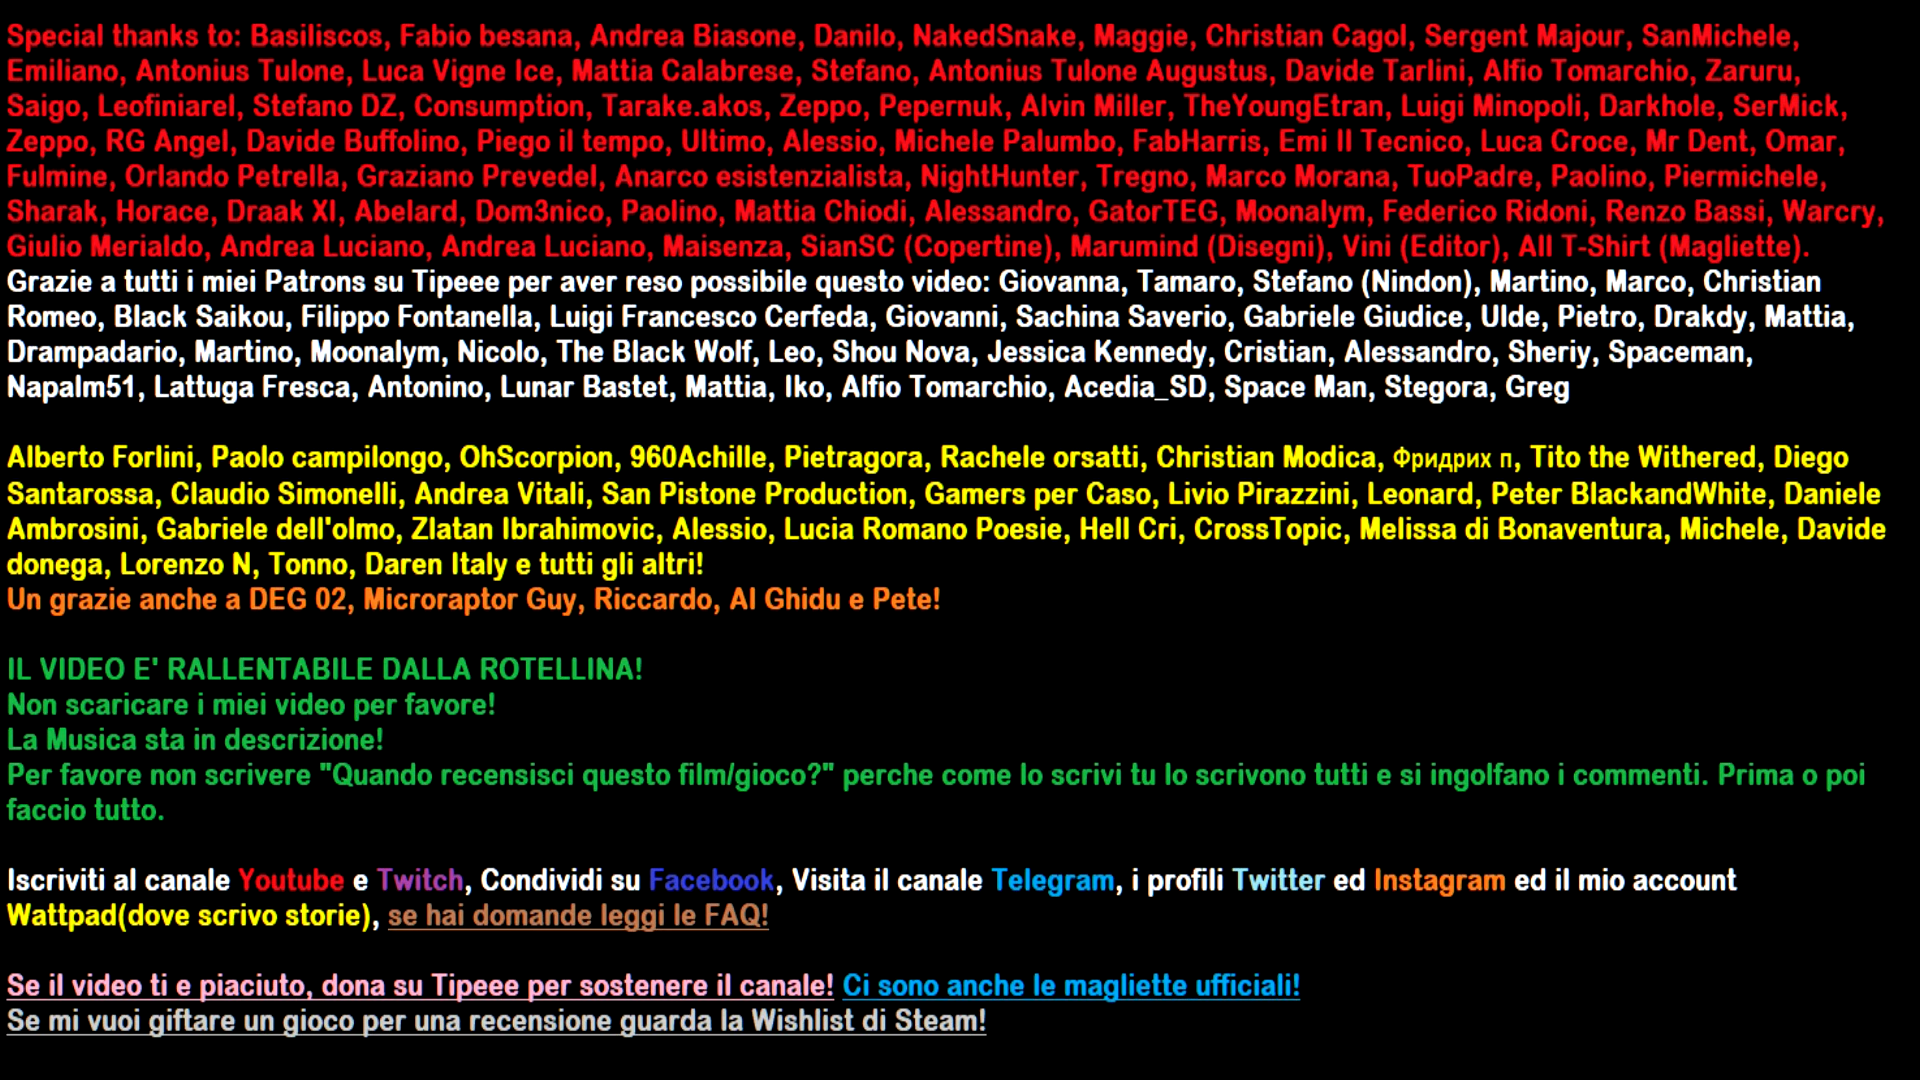 Special thanks to: Basiliscos, Fabio besana, Andrea Biasone, Danilo, NakedSnake, Maggie, Christian Cagol, Sergent Majour, SanMichele,
Emiliano, Antonius Tulone, Luca Vigne Ice, Mattia Calabrese, Stefano, Antonius Tulone Augustus, Davide Tarlini, Alfio Tomarchio, Zaruru,
Saigo, Leofiniarel, Stefano DZ, Consumption, Tarake.akos, Zeppo, Pepernuk, Alvin Miller, TheYoungEtran, Luigi Minopoli, Darkhole, SerMick,
Zeppo, RG Angel, Davide Buffolino, Piego il tempo, Ultimo, Alessio, Michele Palumbo, FabHarris, Emi Il Tecnico, Luca Croce, Mr Dent, Omar,
Fulmine, Orlando Petrella, Graziano Prevedel, Anarco esistenzialista, NightHunter, Tregno, Marco Morana, TuoPadre, Paolino, Piermichele,
Sharak, Horace, Draak XI, Abelard, Dom3nico, Paolino, Mattia Chiodi, Alessandro, GatorTEG, Moonalym, Federico Ridoni, Renzo Bassi, Warcry,
Giulio Merialdo, Andrea Luciano, Andrea Luciano, Maisenza, SianSC (Copertine), Marumind (Disegni), Vini (Editor), All T-Shirt (Magliette).
Grazie a tutti i miei Patrons su Tipeee per aver reso possibile questo video: Giovanna, Tamaro, Stefano (Nindon), Martino, Marco, Christian
Romeo, Black Saikou, Filippo Fontanella, Luigi Francesco Cerfeda, Giovanni, Sachina Saverio, Gabriele Giudice, Ulde, Pietro, Drakdy, Mattia,
Drampadario, Martino, Moonalym, Nicolo, The Black Wolf, Leo, Shou Nova, Jessica Kennedy, Cristian, Alessandro, Sheriy, Spaceman,
Napalm51, Lattuga Fresca, Antonino, Lunar Bastet, Mattia, Iko, Alfio Tomarchio, Acedia_SD, Space Man, Stegora, Greg
Alberto Forlini, Paolo campilongo, OhScorpion, 960Achille, Pietragora, Rachele orsatti, Christian Modica, Фридрих п, Tito the Withered, Diego
Santarossa, Claudio Simonelli, Andrea Vitali, San Pistone Production, Gamers per Caso, Livio Pirazzini, Leonard, Peter BlackandWhite, Daniele
Ambrosini, Gabriele dell'olmo, Zlatan Ibrahimovic, Alessio, Lucia Romano Poesie, Hell Cri, CrossTopic, Melissa di Bonaventura, Michele, Davide
donega, Lorenzo N, Tonno, Daren Italy e tutti gli altri!
Un grazie anche a DEG 02, Microraptor Guy, Riccardo, Al Ghidu e Pete!
IL VIDEO E' RALLENTABILE DALLA ROTELLINA!
Non scaricare i miei video per favore!
La Musica sta in descrizione!
Per favore non scrivere "Quando recensisci questo film/gioco?" perche come lo scrivi tu lo scrivono tutti e si ingolfano i commenti. Prima o poi
faccio tutto.
Iscriviti al canale Youtube e Twitch, Condividi su Facebook, Visita il canale Telegram, i profili Twitter ed Instagram ed il mio account
Wattpad(dove scrivo storie), se hai domande leggi le FAQ!
Se il video ti e piaciuto, dona su Tipeee per sostenere il canale! Ci sono anche le magliette ufficiali!
Se mi vuoi giftare un gioco per una recensione guarda la Wishlist di Steam!